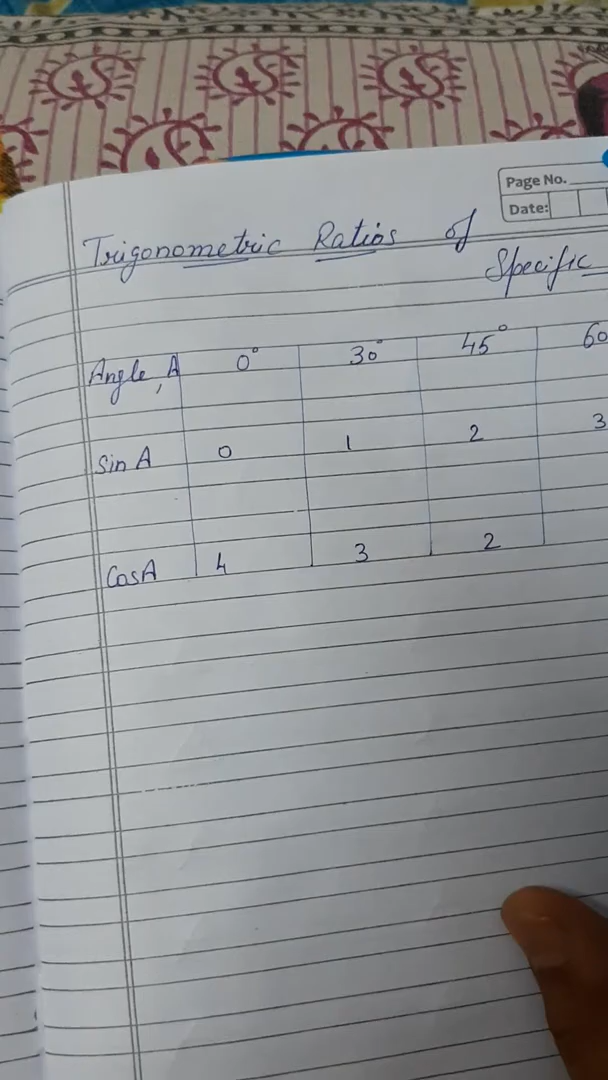 Page No.
Date:
Trigonometric Ratios of
Specific
Angle, A 0° 30° 45° 60
Sin A 0 1 2 3
Cos A 4 3 2